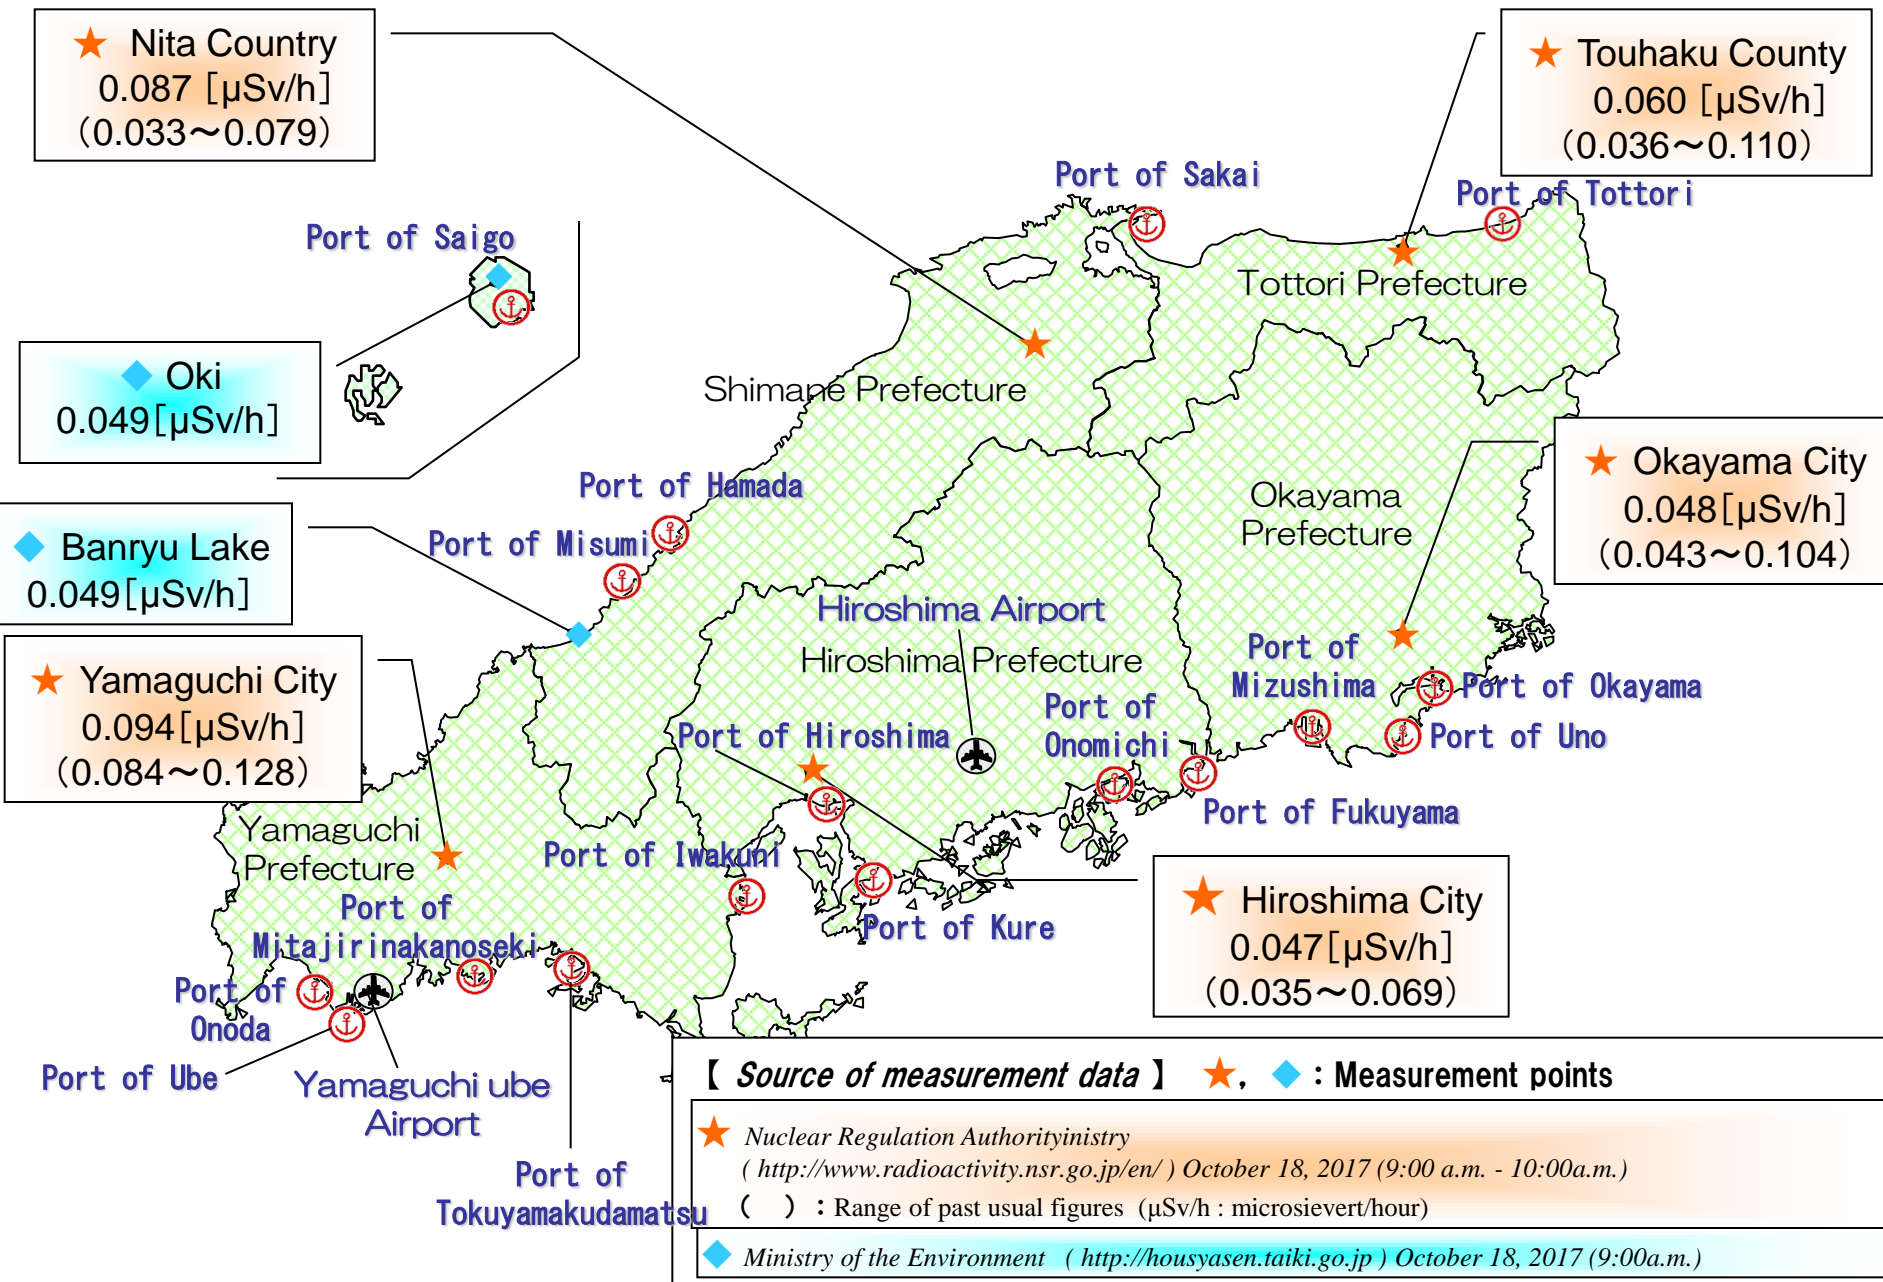 ★ Nita Country
0.087 [μSv/h]
(0.033～0.079)
★ Touhaku County
0.060 [μSv/h]
(0.036～0.110)
Port of Sakai
Port of Tottori
Port of Saigo
Tottori Prefecture
◆ Oki
0.049[μSv/h]
Shimane Prefecture
★ Okayama City
0.048[μSv/h]
(0.043～0.104)
Port of Hamada
Okayama
Prefecture
Port of Misumi
◆ Banryu Lake
0.049[μSv/h]
Hiroshima Airport
Hiroshima Prefecture
Port of
Mizushima
Port of Okayama
★ Yamaguchi City
0.094[μSv/h]
(0.084～0.128)
Port of
Onomichi
Port of Hiroshima
Port of Uno
Port of Fukuyama
Yamaguchi
Prefecture
Port of Iwakuni
★ Hiroshima City
0.047[μSv/h]
(0.035～0.069)
Port of
Mitajirinakanoseki
Port of Kure
Port of
Onoda
Port of Ube
Yamaguchi ube
Airport
Port of
Tokuyamakudamatsu
【 Source of measurement data 】 ★, ◆ : Measurement points
★ Nuclear Regulation Authorityinistry
( http://www.radioactivity.nsr.go.jp/en/ ) October 18, 2017 (9:00 a.m. - 10:00a.m.)
( ) : Range of past usual figures (μSv/h : microsievert/hour)
◆ Ministry of the Environment ( http://housyasen.taiki.go.jp ) October 18, 2017 (9:00a.m.)